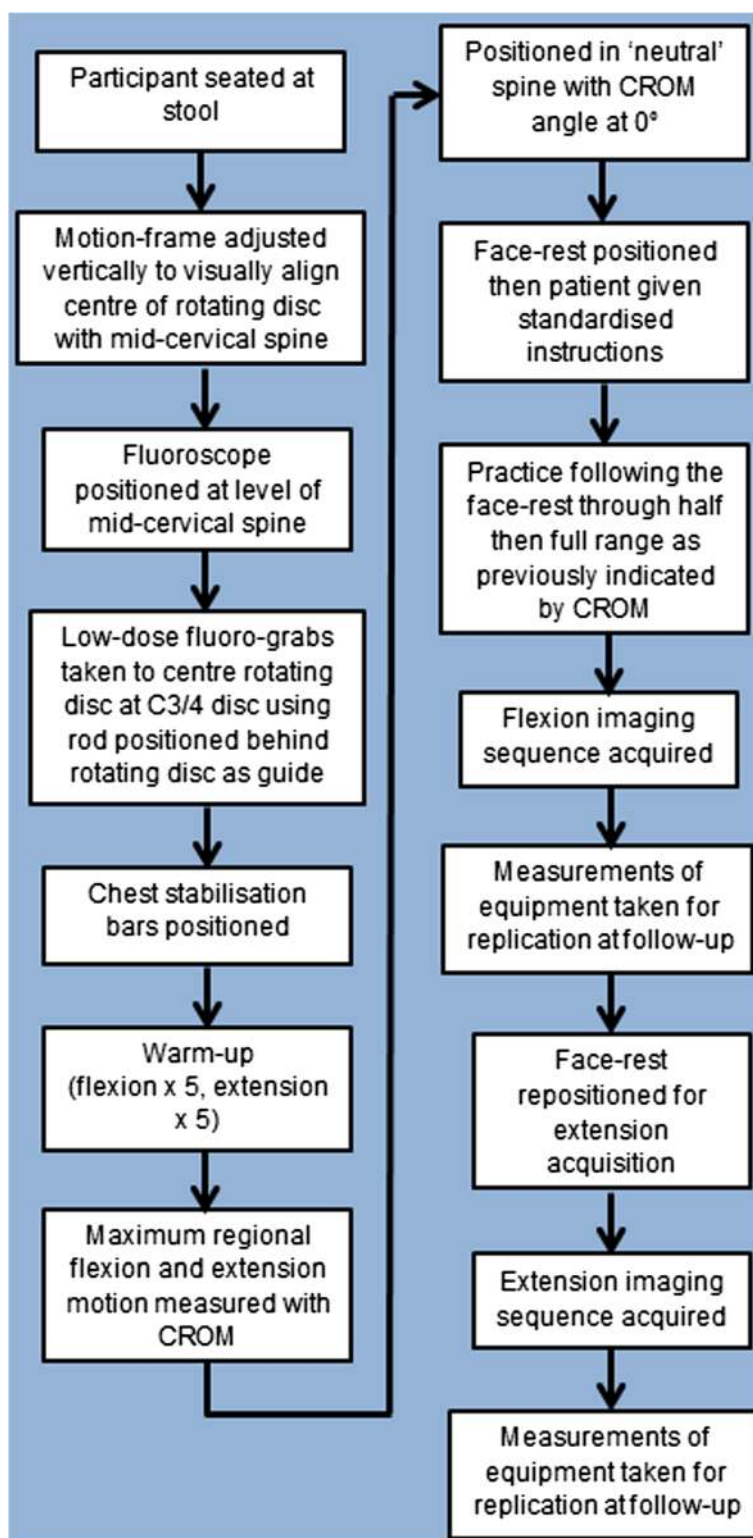 Participant seated at
stool
Motion-frame adjusted
vertically to visually align
centre of rotating disc
with mid-cervical spine
Fluoroscope
positioned at level of
mid-cervical spine
Low-dose fluoro-grabs
taken to centre rotating
disc at C3/4 disc using
rod positioned behind
rotating disc as guide
Chest stabilisation
bars positioned
Warm-up
(flexion x 5, extension
x 5)
Maximum regional
flexion and extension
motion measured with
CROM
Positioned in ‘neutral’
spine with CROM
angle at 0°
Face-rest positioned
then patient given
standardised
instructions
Practice following the
face-rest through half
then full range as
previously indicated
by CROM
Flexion imaging
sequence acquired
Measurements of
equipment taken for
replication at follow-up
Face-rest
repositioned for
extension
acquisition
Extension imaging
sequence acquired
Measurements of
equipment taken for
replication at follow-up